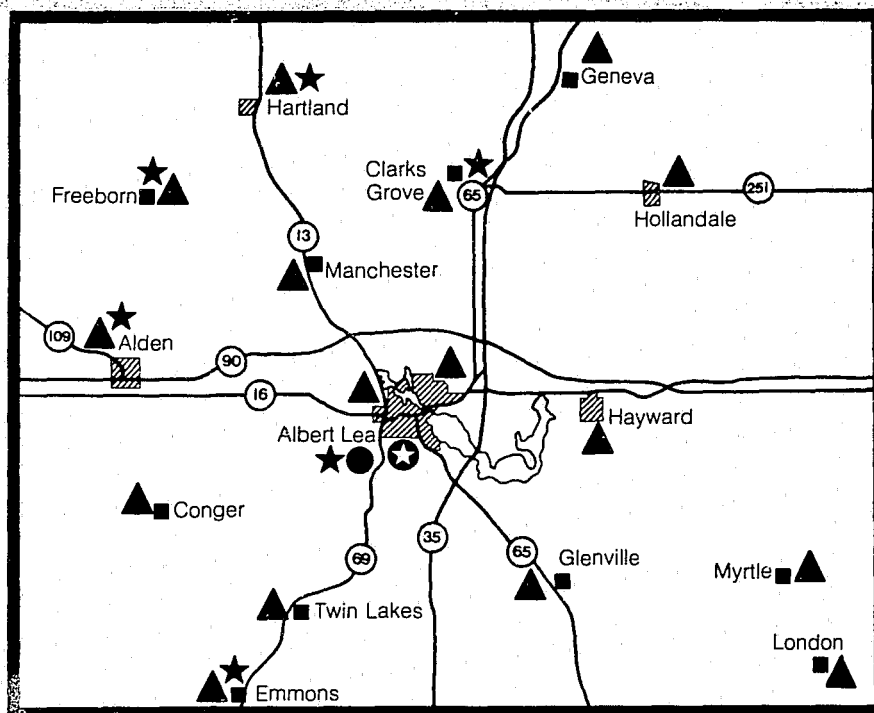 Geneva
Hartland
Clarks
Grove
Freeborn
65
251
Hollandale
13
Manchester
109
Alden
90
16
Albert Lea
Hayward
Conger
69
35
65
Glenville
Myrtle
Twin Lakes
London
Emmons